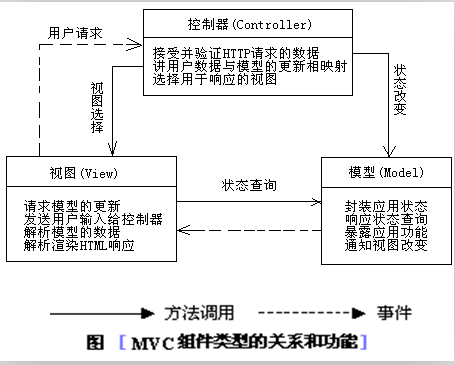 控制器(Controller)
接受并验证HTTP请求的数据
讲用户数据与模型的更新相映射
选择用于响应的视图
用户请求
视图选择
状态改变
视图(View)
请求模型的更新
发送用户输入给控制器
解析模型的数据
解析渲染HTML响应
状态查询
模型(Model)
封装应用状态
响应状态查询
暴露应用功能
通知视图改变
方法调用
事件
图 [MVC组件类型的关系和功能]